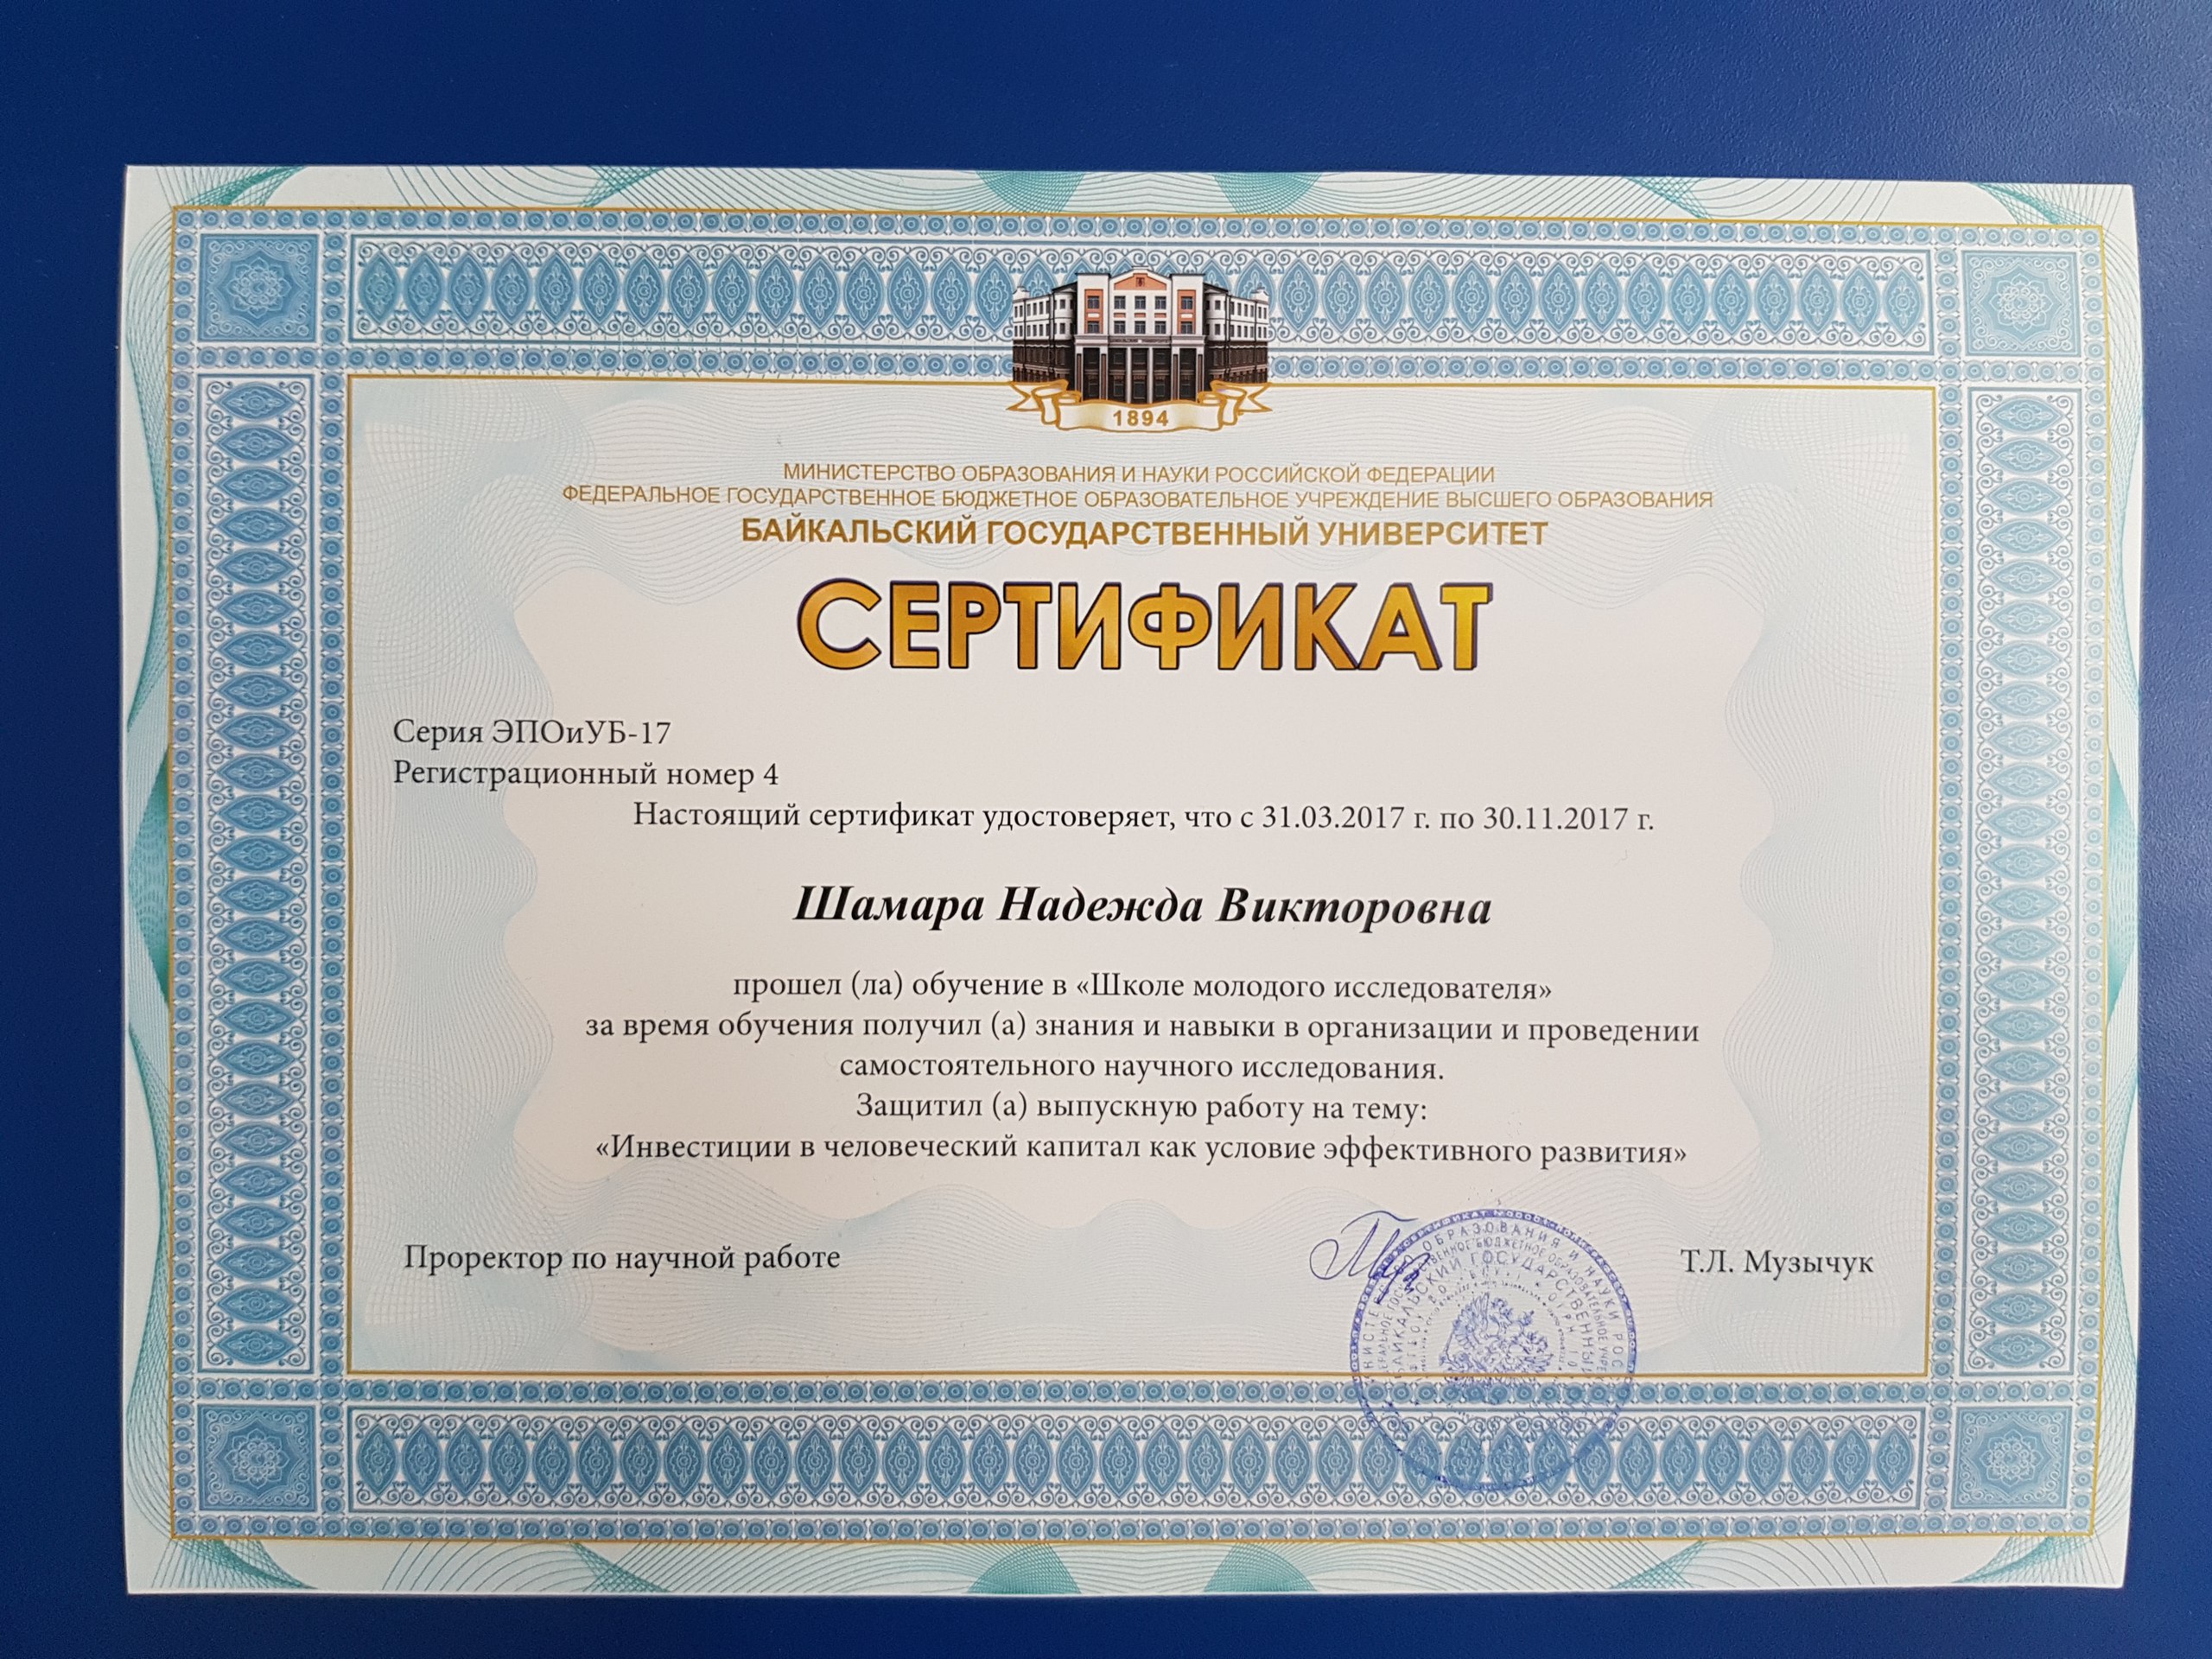 1894
МИНИСТЕРСТВО ОБРАЗОВАНИЯ И НАУКИ РОССИЙСКОЙ ФЕДЕРАЦИИ
ФЕДЕРАЛЬНОЕ ГОСУДАРСТВЕННОЕ БЮДЖЕТНОЕ ОБРАЗОВАТЕЛЬНОЕ УЧРЕЖДЕНИЕ ВЫСШЕГО ОБРАЗОВАНИЯ
БАЙКАЛЬСКИЙ ГОСУДАРСТВЕННЫЙ УНИВЕРСИТЕТ
СЕРТИФИКАТ
Серия ЭПОиУБ-17
Регистрационный номер 4
Настоящий сертификат удостоверяет, что с 31.03.2017 г. по 30.11.2017 г.
Шамара Надежда Викторовна
прошел (ла) обучение в «Школе молодого исследователя»
за время обучения получил (а) знания и навыки в организации и проведении
самостоятельного научного исследования.
Защитил (а) выпускную работу на тему:
«Инвестиции в человеческий капитал как условие эффективного развития»
Проректор по научной работе
Т.Л. Музычук
ОБРАЗОВАНИЯ И НАУКИ
ГОСУДАРСТВЕННЫЙ